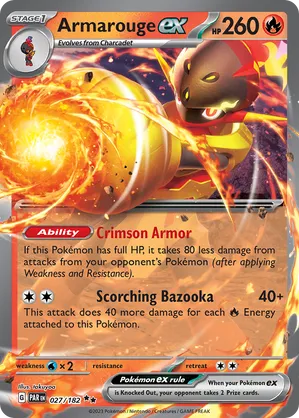 STAGE 1
Armarouge ex HP 260
Evolves from Charcadet
Ability Crimson Armor
If this Pokémon has full HP, it takes 80 less damage from
attacks from your opponent's Pokémon (after applying
Weakness and Resistance).
Scorching Bazooka 40+
This attack does 40 more damage for each Energy
attached to this Pokémon.
weakness ×2 resistance retreat
Illus. takuyoa
Pokémon ex rule
When your Pokémon ex
is Knocked Out, your opponent takes 2 Prize cards.
G PAR EN 027/182
©2023 Pokémon / Nintendo / Creatures / GAME FREAK